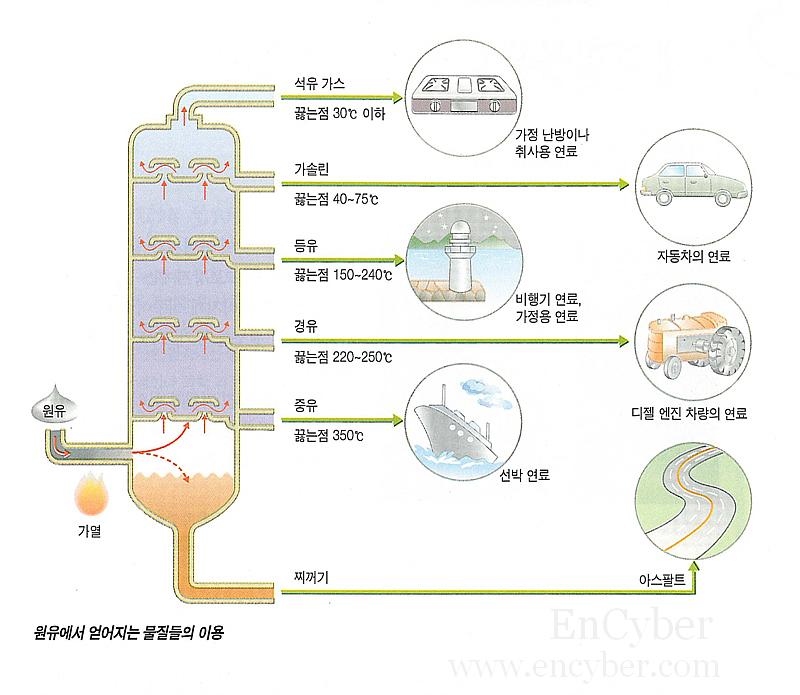 석유 가스
끓는점 30℃ 이하
가정 난방이나
취사용 연료
가솔린
끓는점 40~75℃
자동차의 연료
등유
끓는점 150~240℃
비행기 연료,
가정용 연료
경유
끓는점 220~250℃
디젤 엔진 차량의 연료
중유
끓는점 350℃
선박 연료
원유
가열
찌꺼기
아스팔트
원유에서 얻어지는 물질들의 이용
EnCyber
www.encyber.com